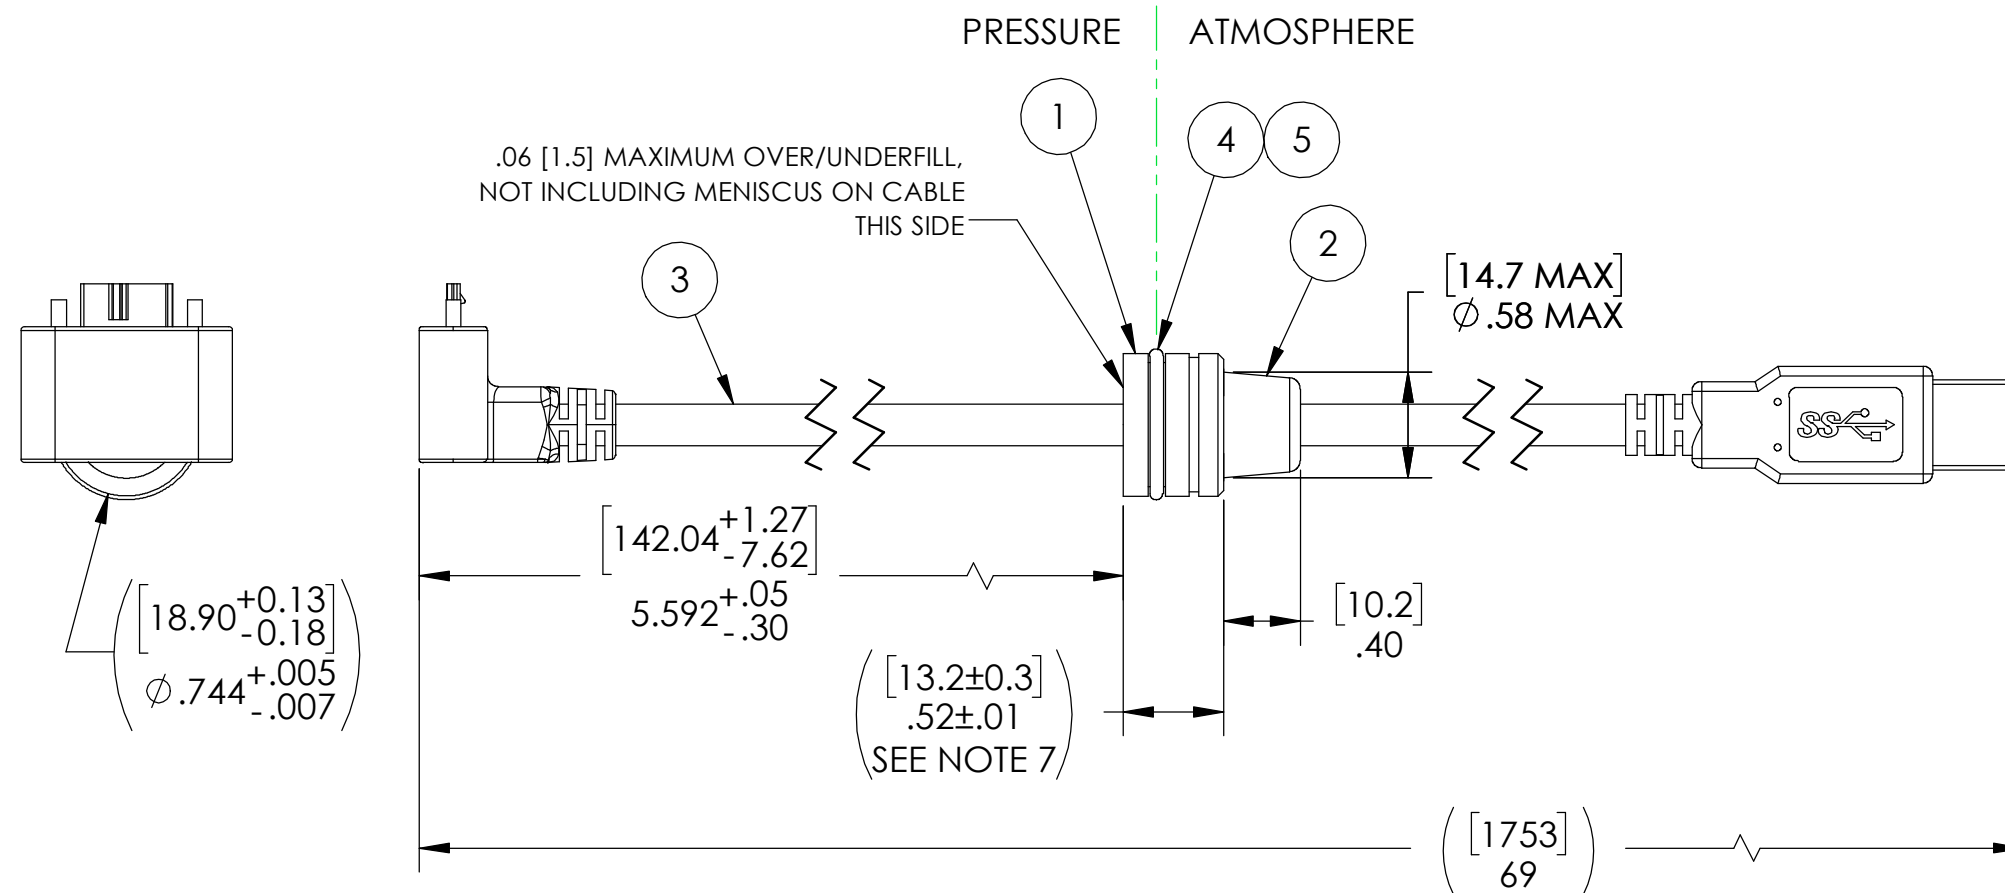 PRESSURE
ATMOSPHERE
1
4
5
.06 [1.5] MAXIMUM OVER/UNDERFILL,
NOT INCLUDING MENISCUS ON CABLE
THIS SIDE
3
2
[14.7 MAX]
∅ .58 MAX
SS
([18.90 +0.13 -0.18]
∅ .744 +.005 -.007)
[142.04 +1.27 -7.62]
5.592 +.05 -.30
[10.2]
.40
([13.2±0.3]
.52±.01
SEE NOTE 7)
([1753]
69)